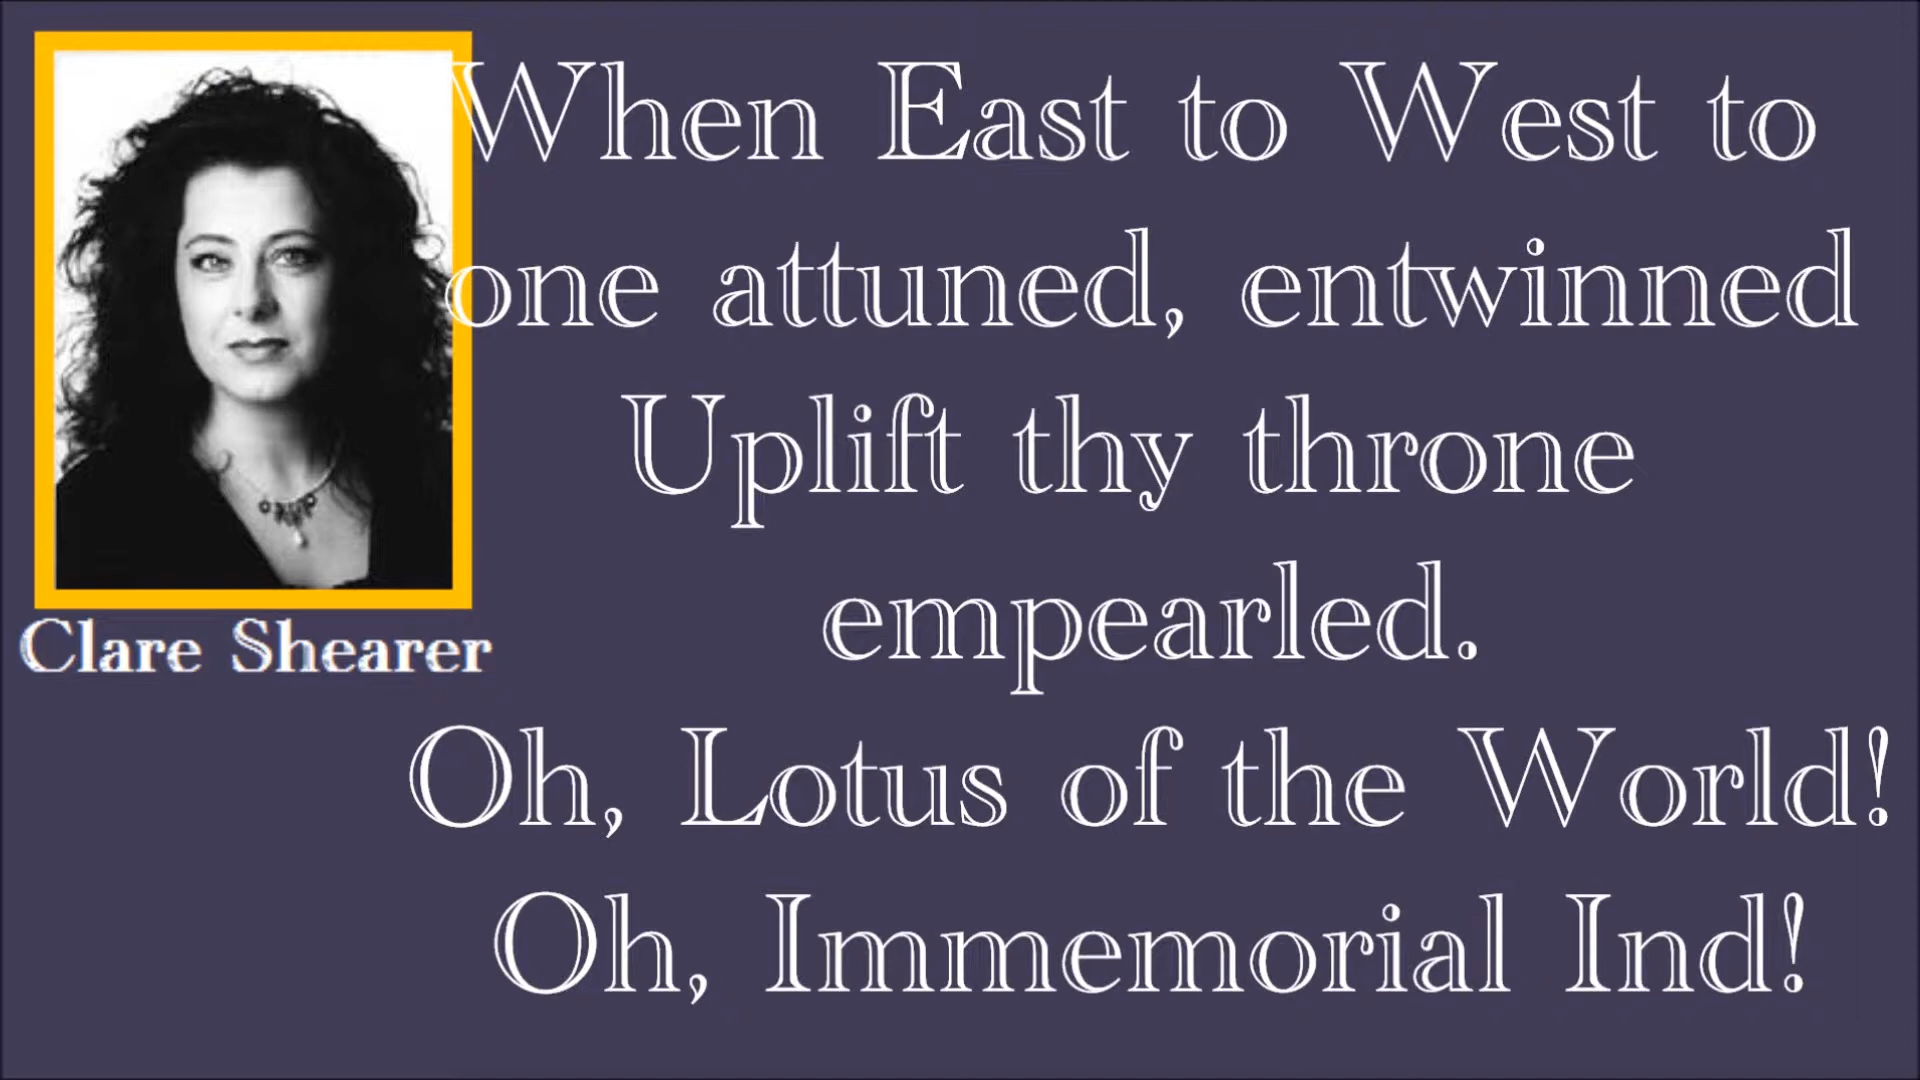 When East to West to
one attuned, entwinned
Uplift thy throne
empearled.
Oh, Lotus of the World!
Oh, Immemorial Ind!
Clare Shearer